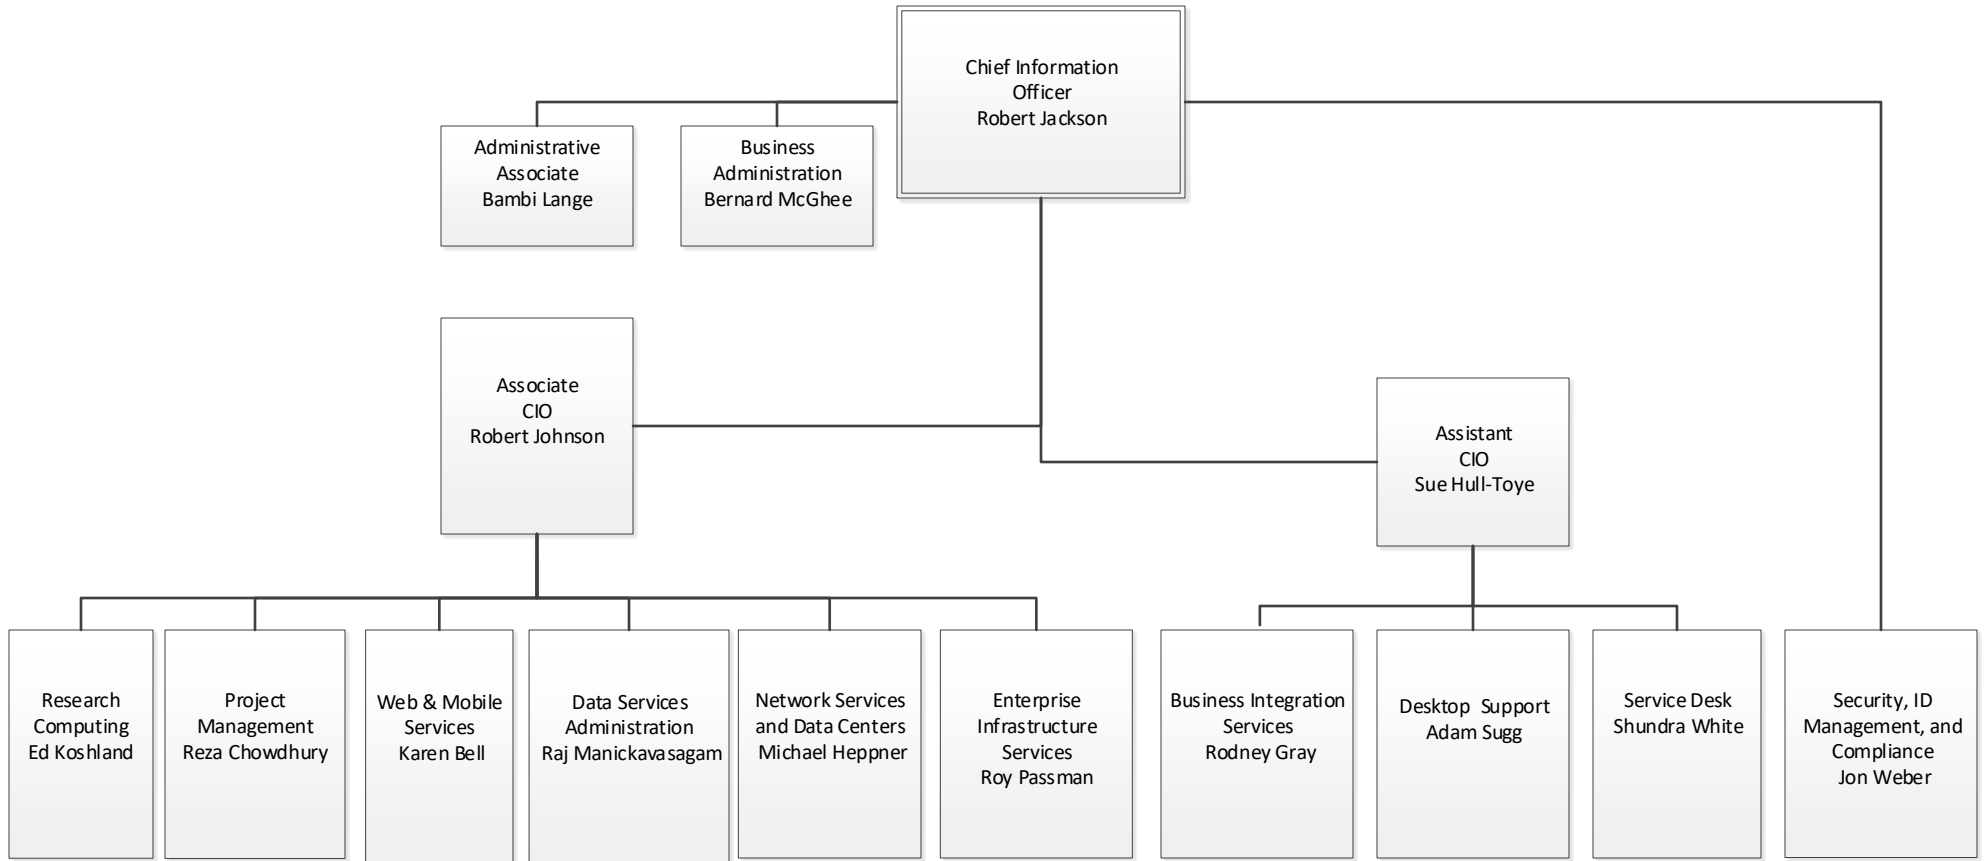 Chief Information
Officer
Robert Jackson
Administrative
Associate
Bambi Lange
Business
Administration
Bernard McGhee
Associate
CIO
Robert Johnson
Assistant
CIO
Sue Hull-Toye
Research
Computing
Ed Koshland
Project
Management
Reza Chowdhury
Web & Mobile
Services
Karen Bell
Data Services
Administration
Raj Manickavasagam
Network Services
and Data Centers
Michael Heppner
Enterprise
Infrastructure
Services
Roy Passman
Business Integration
Services
Rodney Gray
Desktop Support
Adam Sugg
Service Desk
Shundra White
Security, ID
Management, and
Compliance
Jon Weber